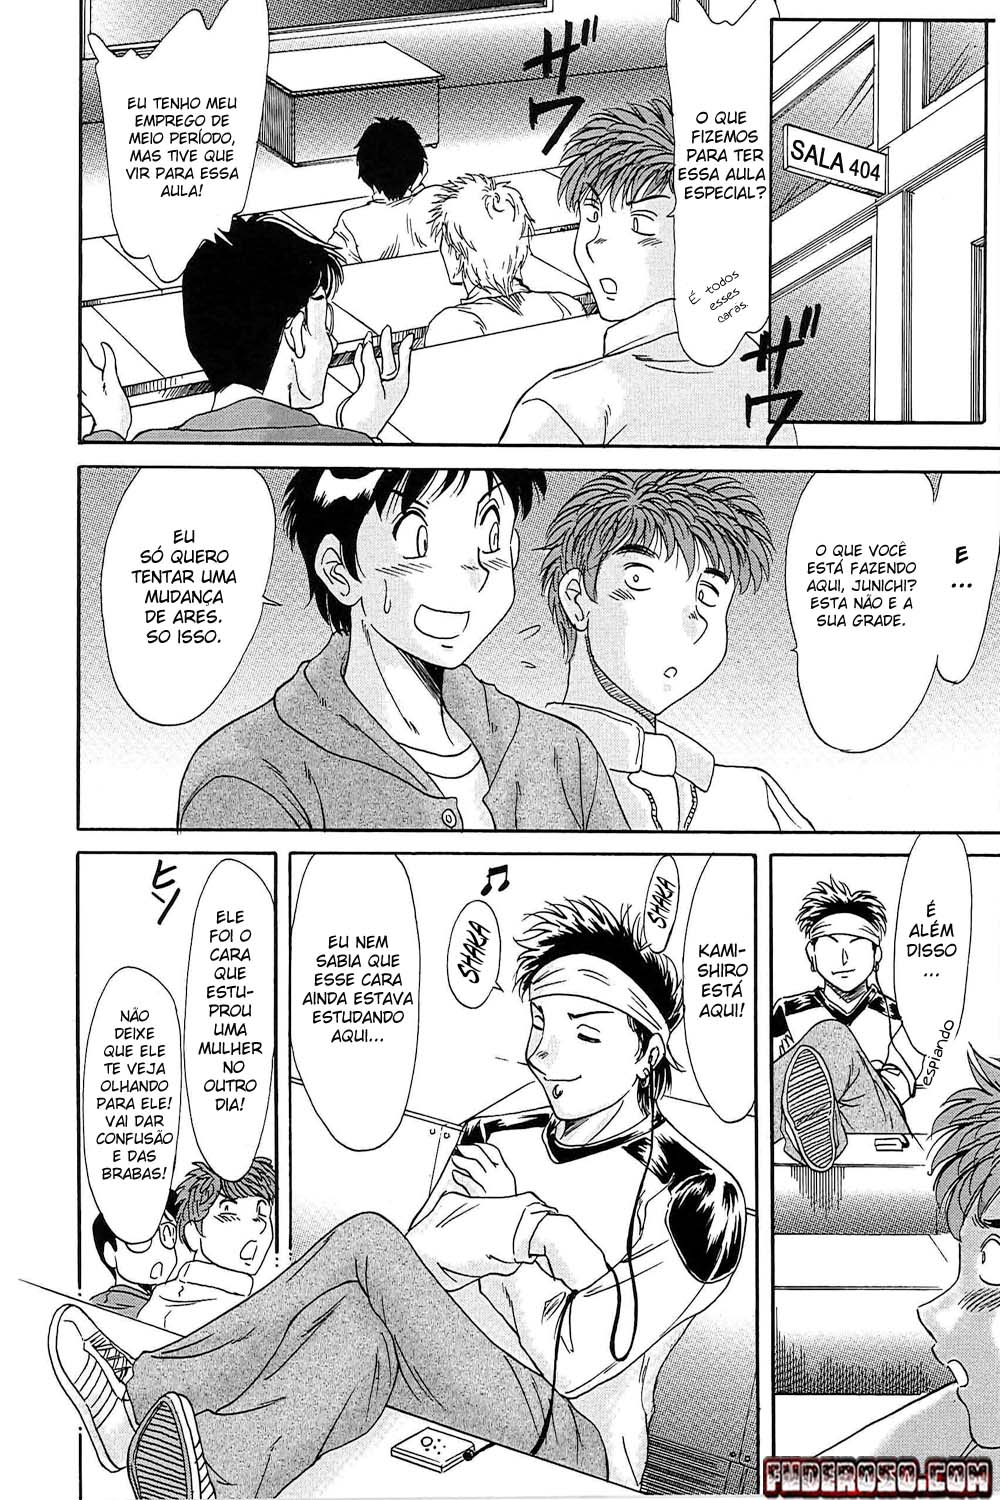 SALA 404
O QUE
FIZEMOS
PARA TER
ESSA AULA
ESPECIAL?
É todos
esses
caras.
EU TENHO MEU
EMPREGO DE
MEIO PERÍODO,
MAS TIVE QUE
VIR PARA ESSA
AULA!
ザワ
ザワ
E
...
O QUE VOCÊ
ESTÁ FAZENDO
AQUI, JUNICHI?
ESTA NÃO E A
SUA GRADE.
EU
SÓ QUERO
TENTAR UMA
MUDANÇA
DE ARES.
SO ISSO.
É
ALÉM
DISSO
...
espiando
KAMI-
SHIRO
ESTÁ
AQUI!
SHAKA
SHAKA
EU NEM
SABIA QUE
ESSE CARA
AINDA ESTAVA
ESTUDANDO
AQUI...
ELE
FOI O
CARA
QUE
ESTU-
PROU
UMA
MULHER
NO
OUTRO
DIA!
ヒソ
NÃO
DEIXE
QUE ELE
TE VEJA
OLHANDO
PARA ELE!
VAI DAR
CONFUSÃO
E DAS
BRABAS!
FUDEROSO.COM